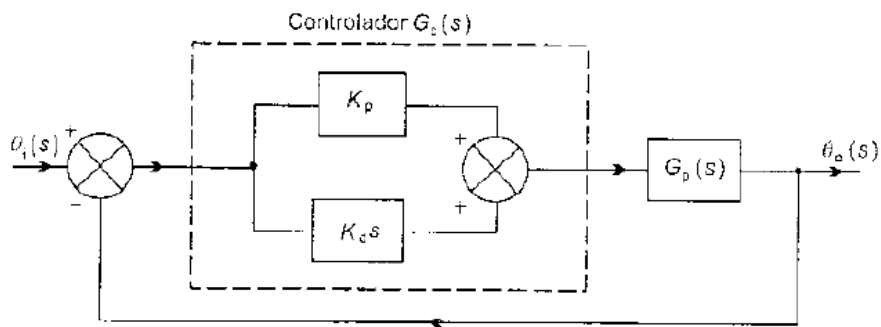 Controlador G_c(s)
K_p
θ_i(s)
+
−
+
+
G_p(s)
θ_o(s)
K_d s